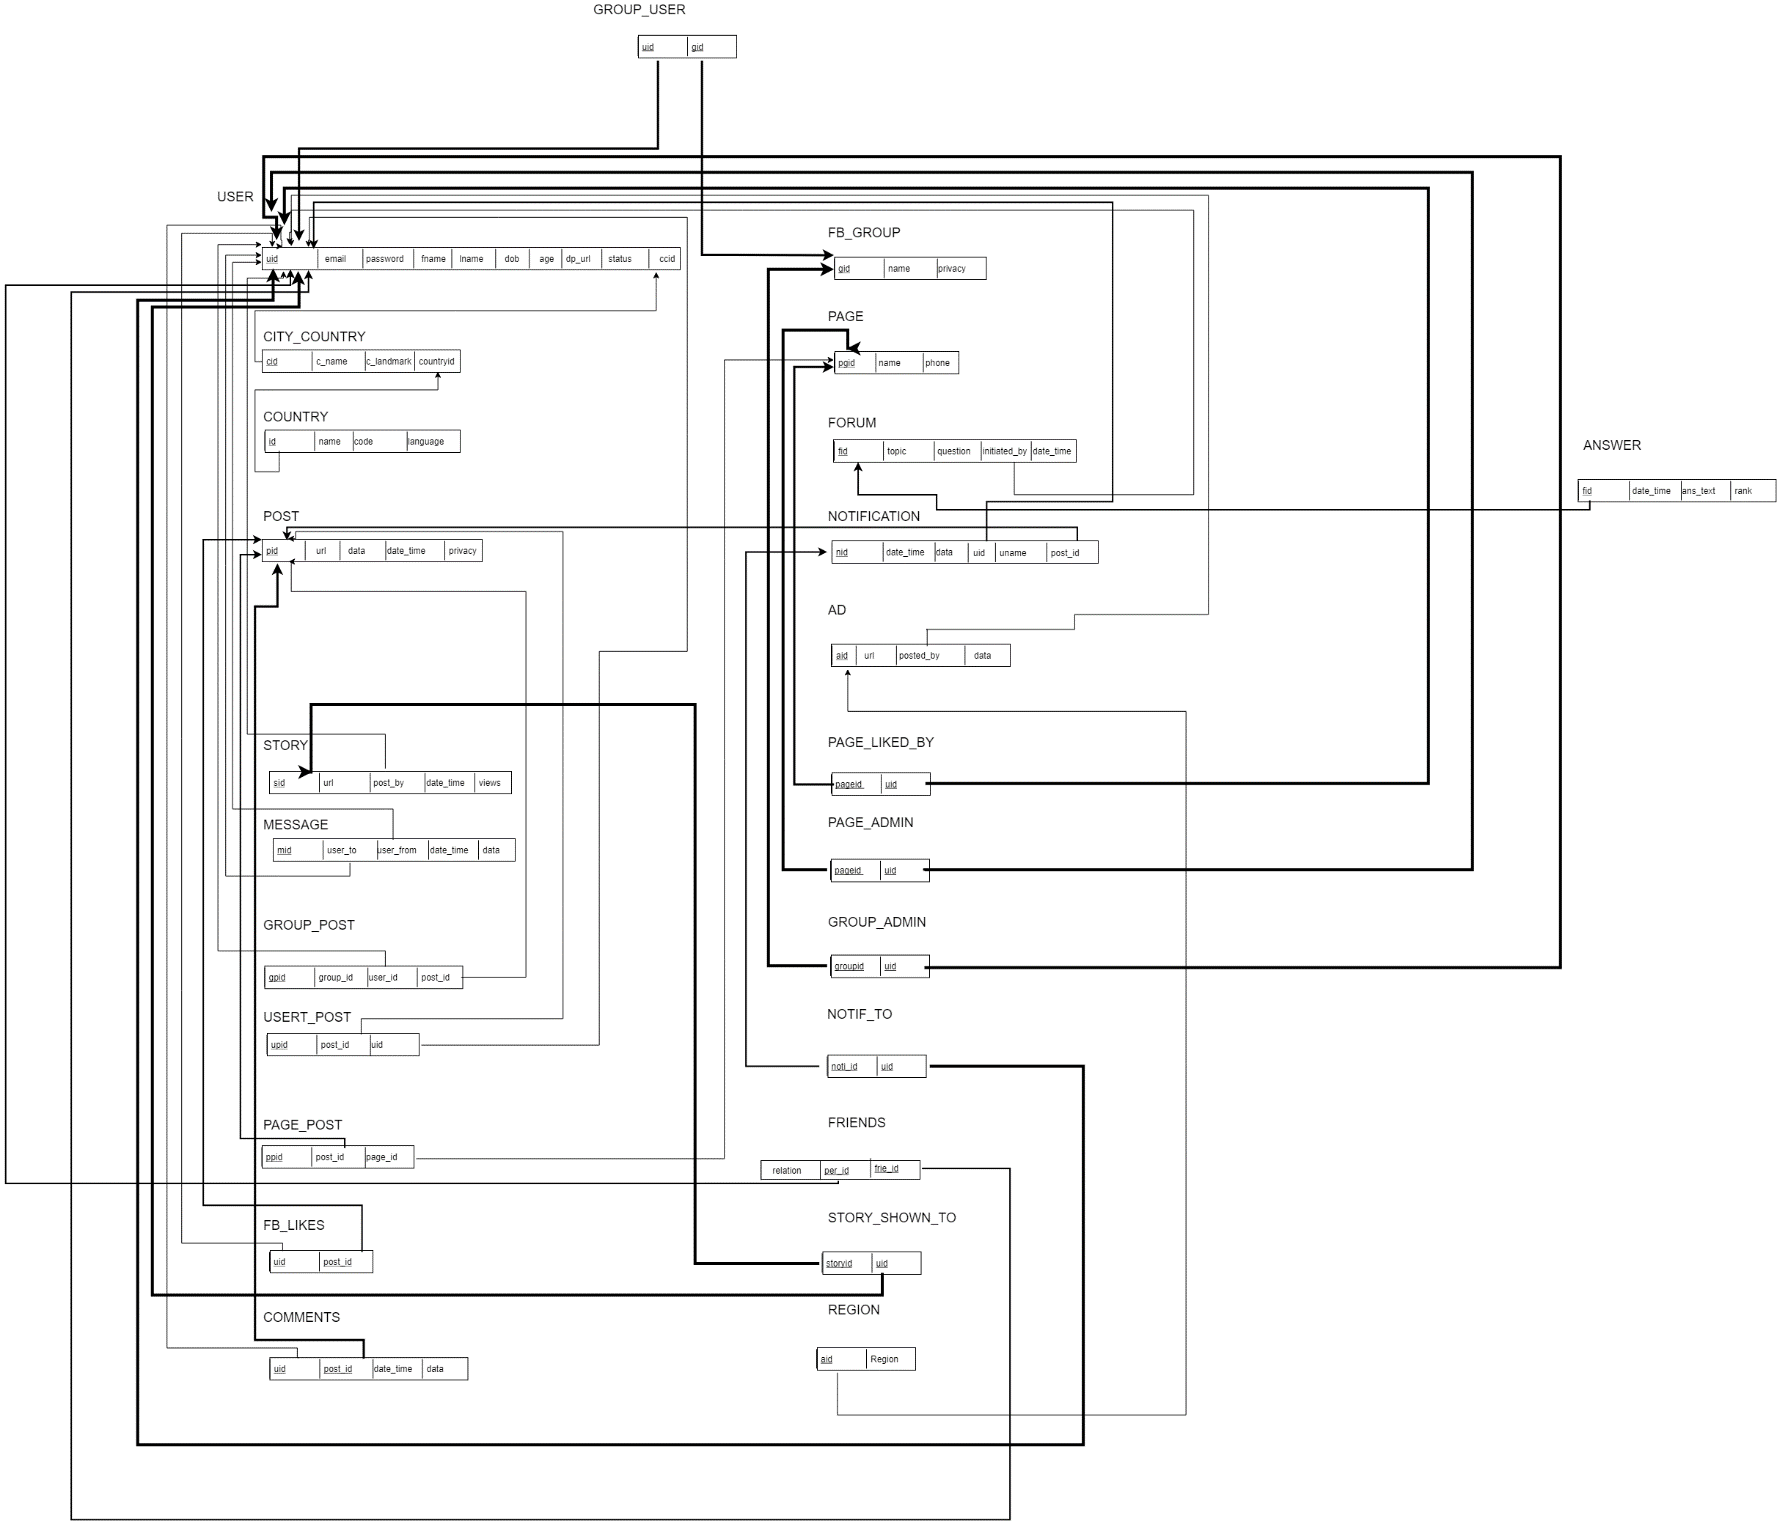 GROUP_USER
uid gid
USER
uid email password fname lname dob age dp_url status ccid
CITY_COUNTRY
cid c_name c_landmark countryid
COUNTRY
id name code language
POST
pid url data date_time privacy
STORY
sid url post_by date_time views
MESSAGE
mid user_to user_from date_time data
GROUP_POST
gpid group_id user_id post_id
USERT_POST
upid post_id uid
PAGE_POST
ppid post_id page_id
FB_LIKES
uid post_id
COMMENTS
uid post_id date_time data
FB_GROUP
gid name privacy
PAGE
pgid name phone
FORUM
fid topic question initiated_by date_time
NOTIFICATION
nid date_time data uid uname post_id
AD
aid url posted_by data
PAGE_LIKED_BY
pageid uid
PAGE_ADMIN
pageid uid
GROUP_ADMIN
groupid uid
NOTIF_TO
noti_id uid
FRIENDS
relation per_id frie_id
STORY_SHOWN_TO
storyid uid
REGION
aid Region
ANSWER
fid date_time ans_text rank